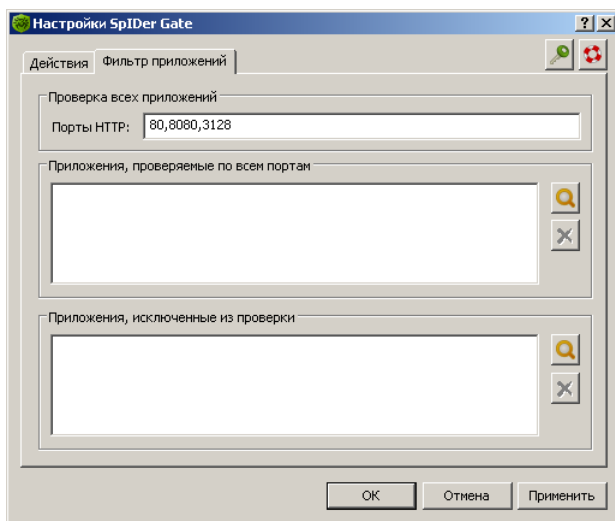 Настройки SpIDer Gate
Действия
Фильтр приложений
Проверка всех приложений
Порты HTTP: 80,8080,3128
Приложения, проверяемые по всем портам
Приложения, исключенные из проверки
ОК
Отмена
Применить